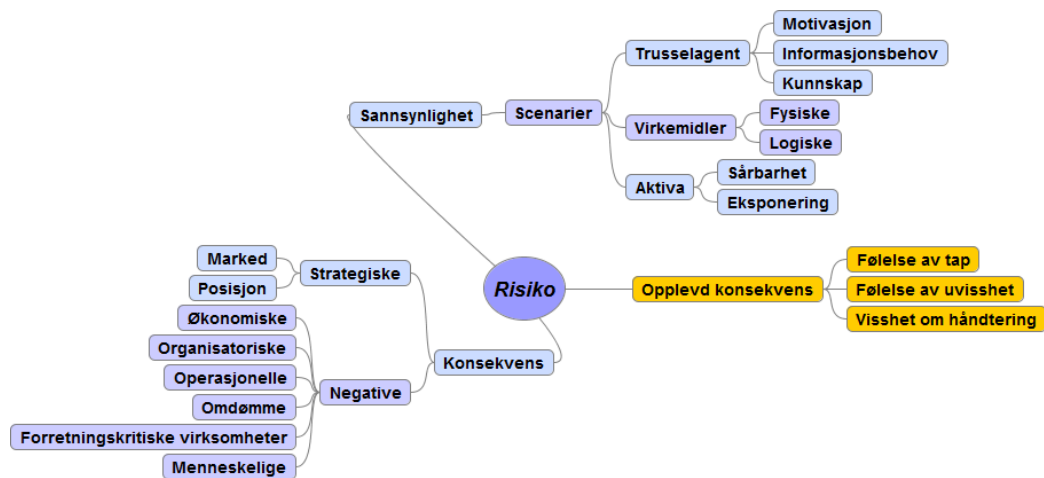 Motivasjon
Trusselagent
Informasjonsbehov
Kunnskap
Sannsynlighet
Scenarier
Fysiske
Virkemidler
Logiske
Sårbarhet
Aktiva
Eksponering
Marked
Strategiske
Posisjon
Risiko
Følelse av tap
Opplevd konsekvens
Følelse av uvisshet
Visshet om håndtering
Økonomiske
Organisatoriske
Konsekvens
Operasjonelle
Negative
Omdømme
Forretningskritiske virksomheter
Menneskelige